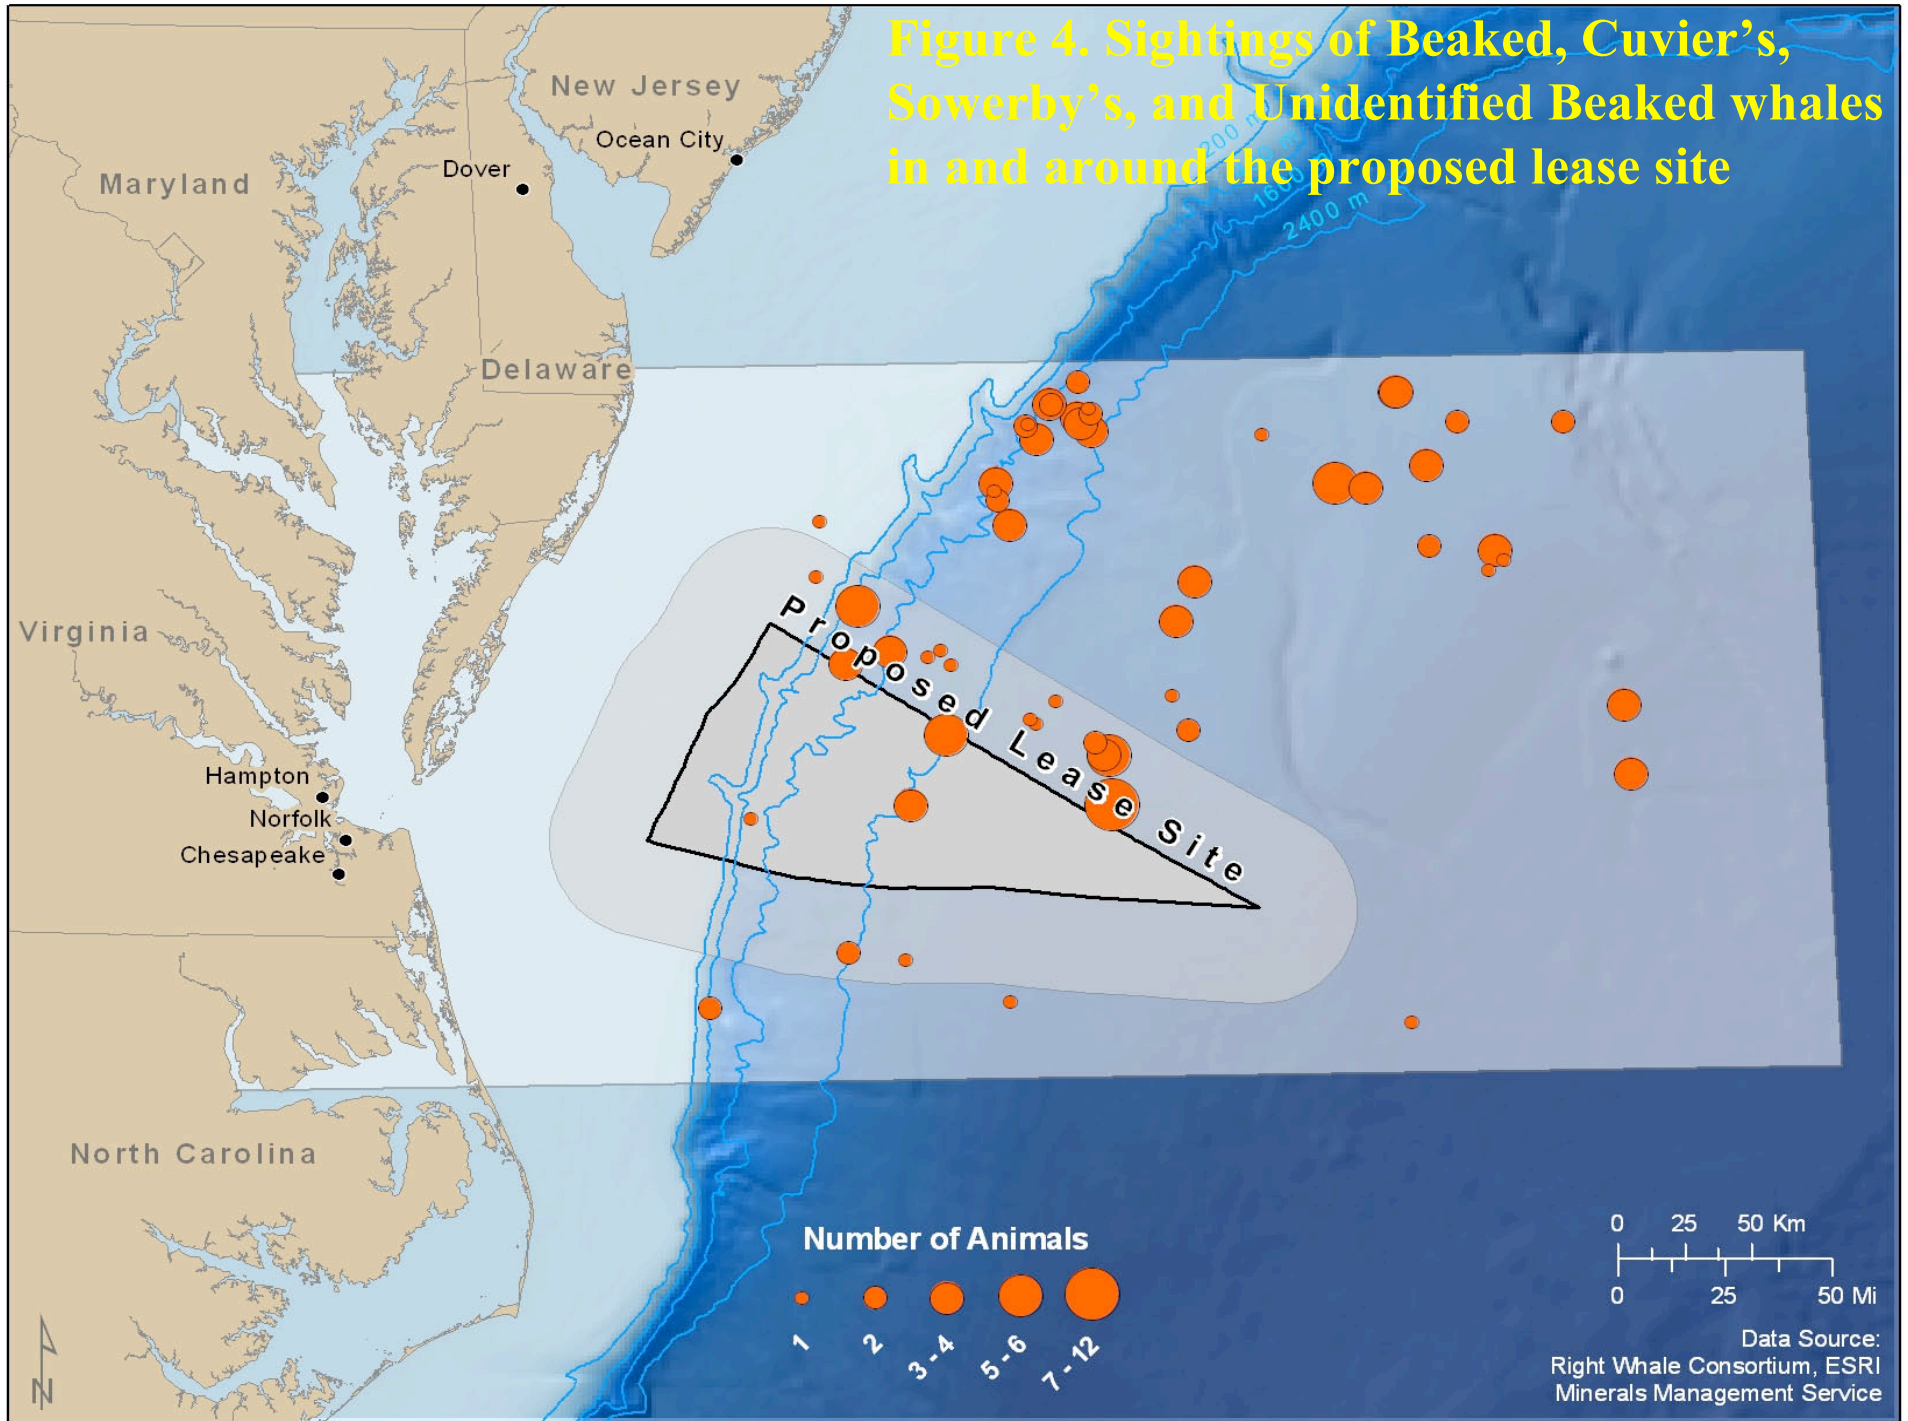 Figure 4. Sightings of Beaked, Cuvier's,
Sowerby's, and Unidentified Beaked whales
in and around the proposed lease site
New Jersey
Ocean City
Dover
Maryland
200 m
1600 m
2400 m
Delaware
Virginia
Proposed Lease Site
Hampton
Norfolk
Chesapeake
North Carolina
Number of Animals
1
2
3 - 4
5 - 6
7 - 12
0 25 50 Km
0 25 50 Mi
Data Source:
Right Whale Consortium, ESRI
Minerals Management Service
N